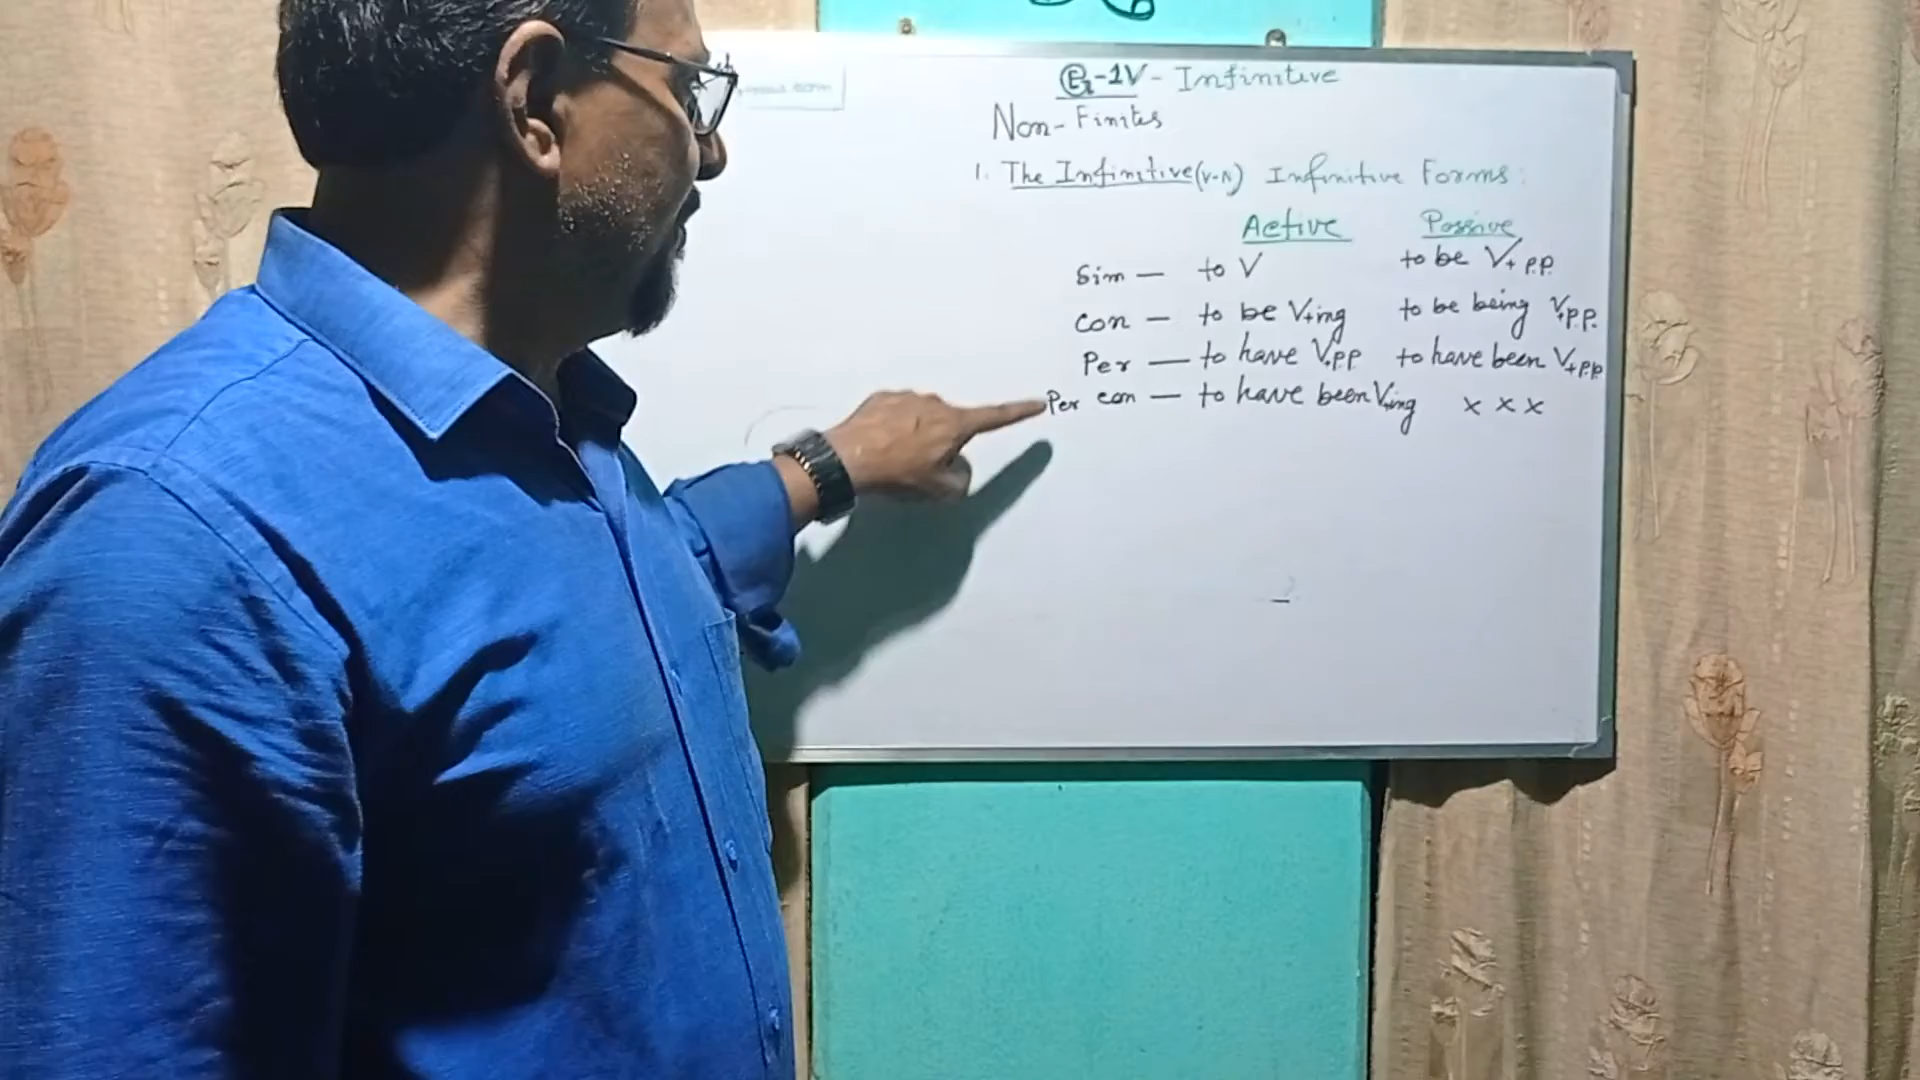 -1V - Infinitive
Non-Finites
1. The Infinitive (V-N) Infinitive Forms:
Active Passive
Sim — to V to be V+P.P.
Con — to be V+ing to be being V+P.P.
Per — to have V+P.P to have been V+P.P.
Per con — to have been V+ing x x x